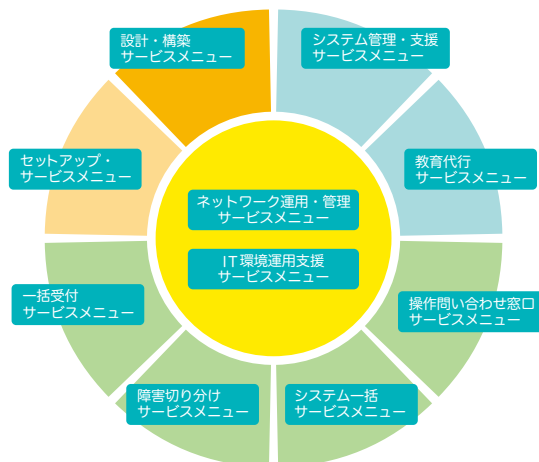 設計・構築
サービスメニュー
システム管理・支援
サービスメニュー
セットアップ・
サービスメニュー
教育代行
サービスメニュー
ネットワーク運用・管理
サービスメニュー
IT環境運用支援
サービスメニュー
一括受付
サービスメニュー
操作問い合わせ窓口
サービスメニュー
障害切り分け
サービスメニュー
システム一括
サービスメニュー